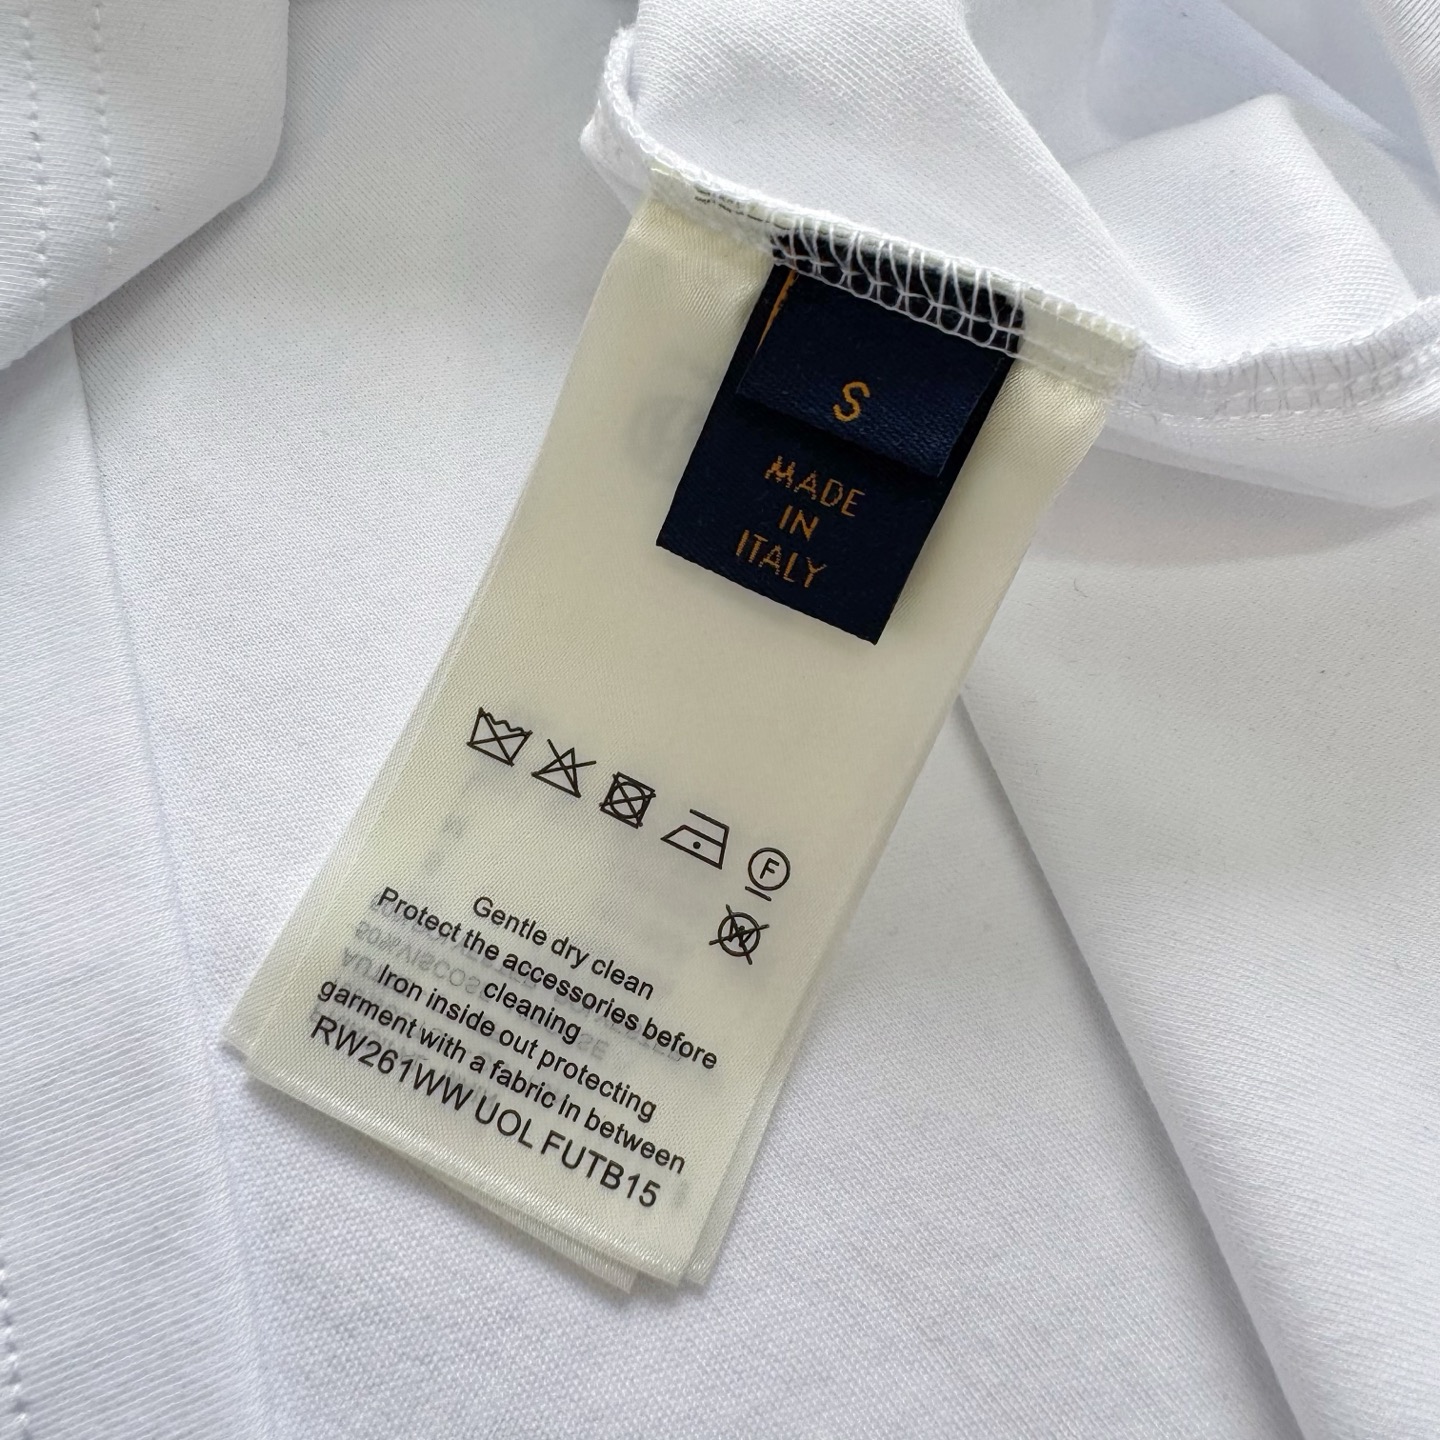 S
MADE
IN
ITALY
F
W
Gentle dry clean
Protect the accessories before
cleaning
Iron inside out protecting
garment with a fabric in between
RW261WW UOL FUTB15